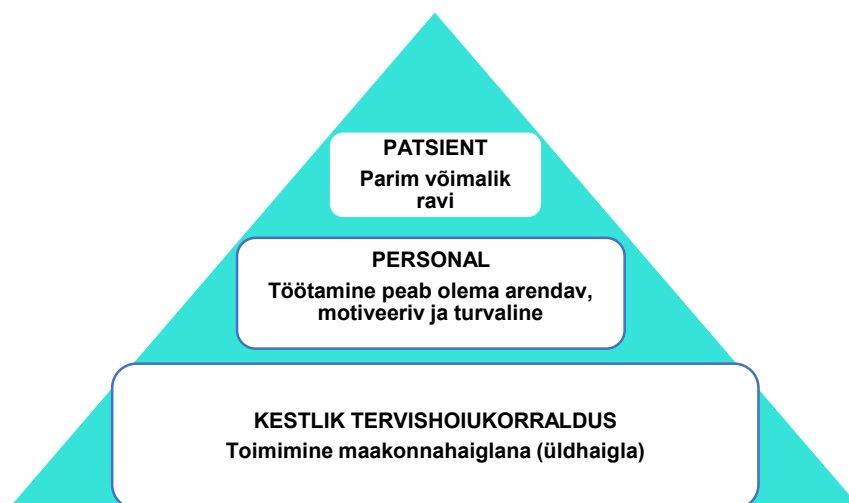 PATSIENT
Parim võimalik
ravi
PERSONAL
Töötamine peab olema arendav,
motiveeriv ja turvaline
KESTLIK TERVISHOIUKORRALDUS
Toimimine maakonnahaiglana (üldhaigla)